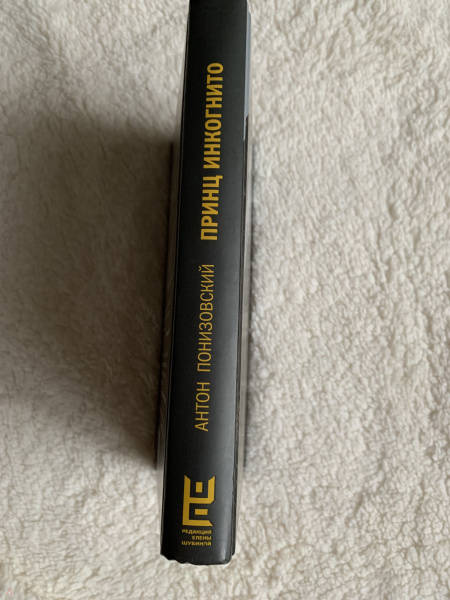 АНТОН ПОНИЗОВСКИЙ ПРИНЦ ИНКОГНИТО
РЕДАКЦИЯ
ЕЛЕНЫ
ШУБИНОЙ